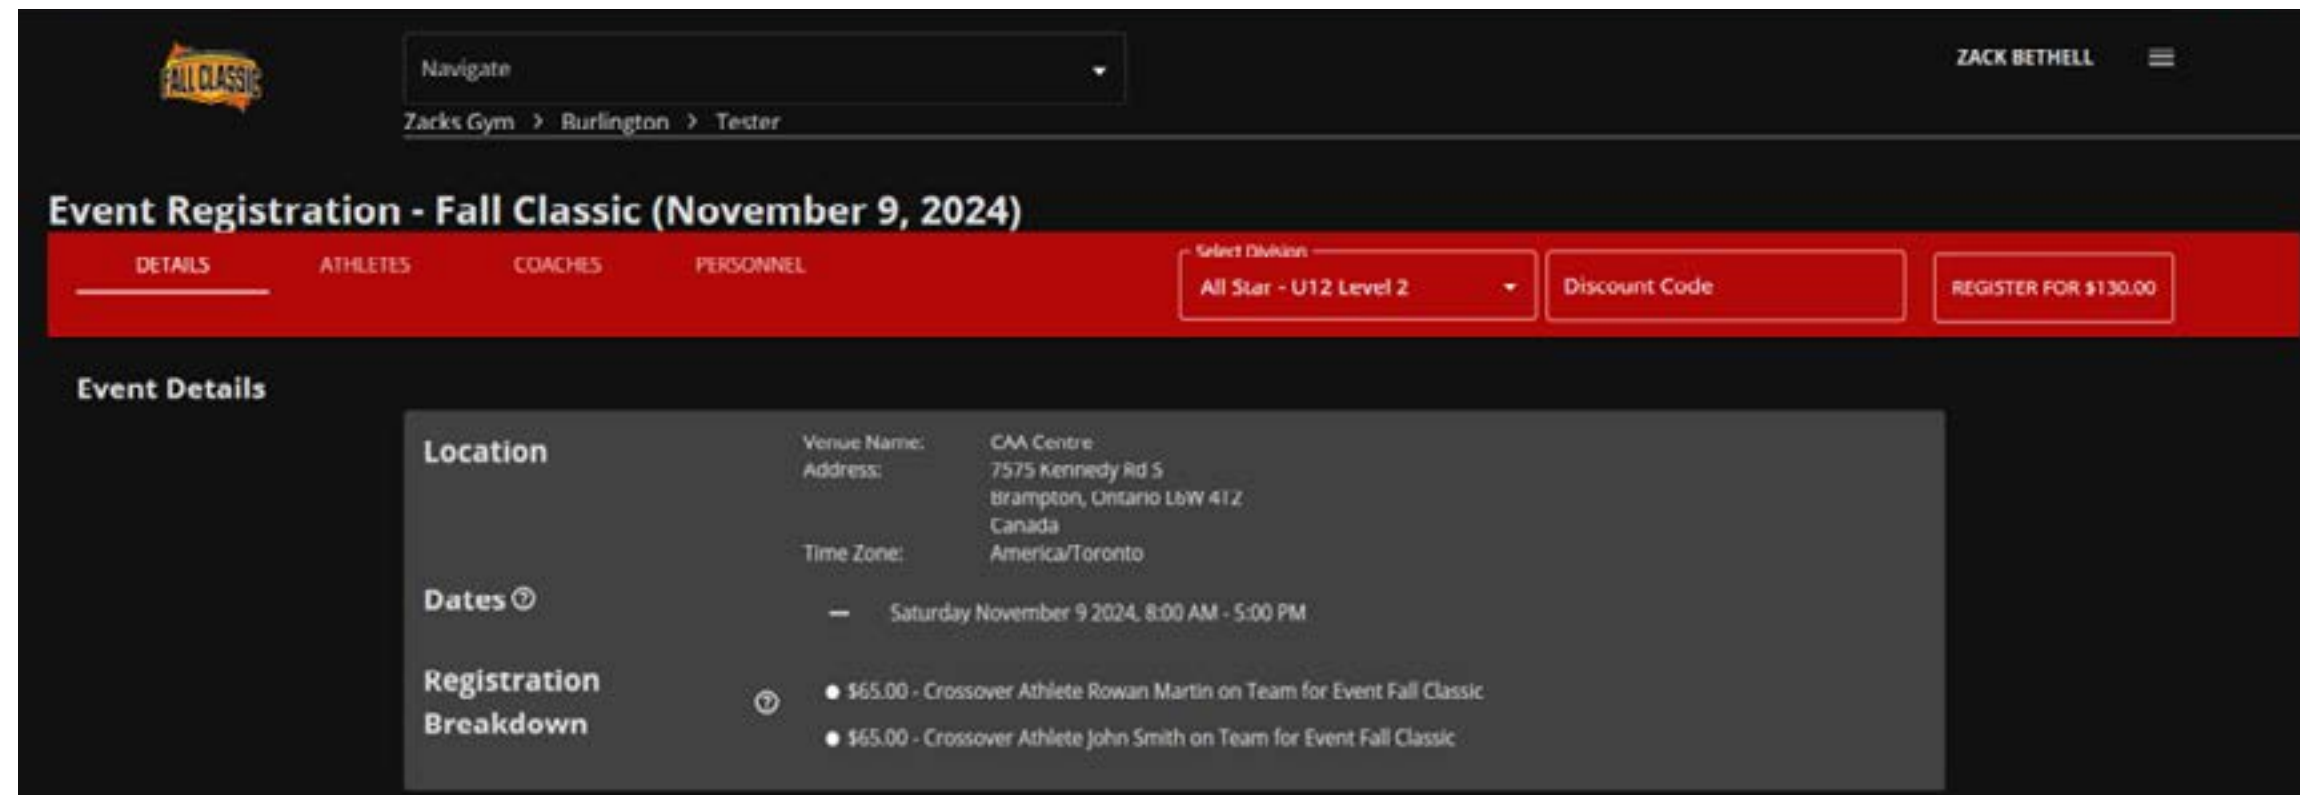 FALL CLASSIC
Navigate
ZACK BETHELL
Zacks Gym > Burlington > Tester
Event Registration - Fall Classic (November 9, 2024)
DETAILS ATHLETES COACHES PERSONNEL
Select Division
All Star - U12 Level 2
Discount Code
REGISTER FOR $130.00
Event Details
Location
Venue Name: CAA Centre
Address: 7575 Kennedy Rd S
Brampton, Ontario L6W 4T2
Canada
Time Zone: America/Toronto
Dates
Saturday November 9 2024, 8:00 AM - 5:00 PM
Registration
Breakdown
$65.00 - Crossover Athlete Rowan Martin on Team for Event Fall Classic
$65.00 - Crossover Athlete John Smith on Team for Event Fall Classic